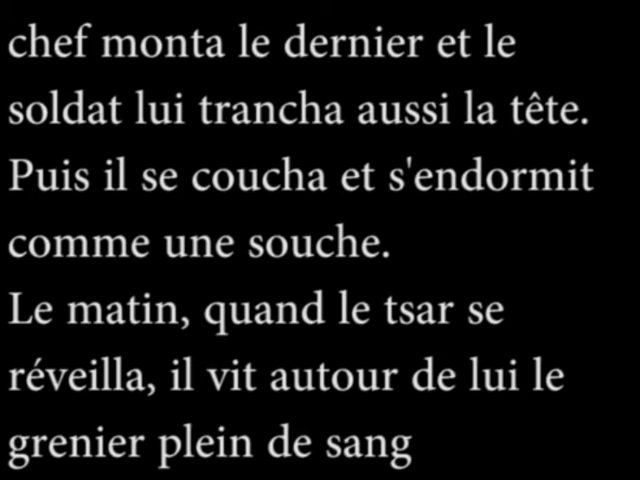 chef monta le dernier et le
soldat lui trancha aussi la tête.
Puis il se coucha et s'endormit
comme une souche.
Le matin, quand le tsar se
réveilla, il vit autour de lui le
grenier plein de sang